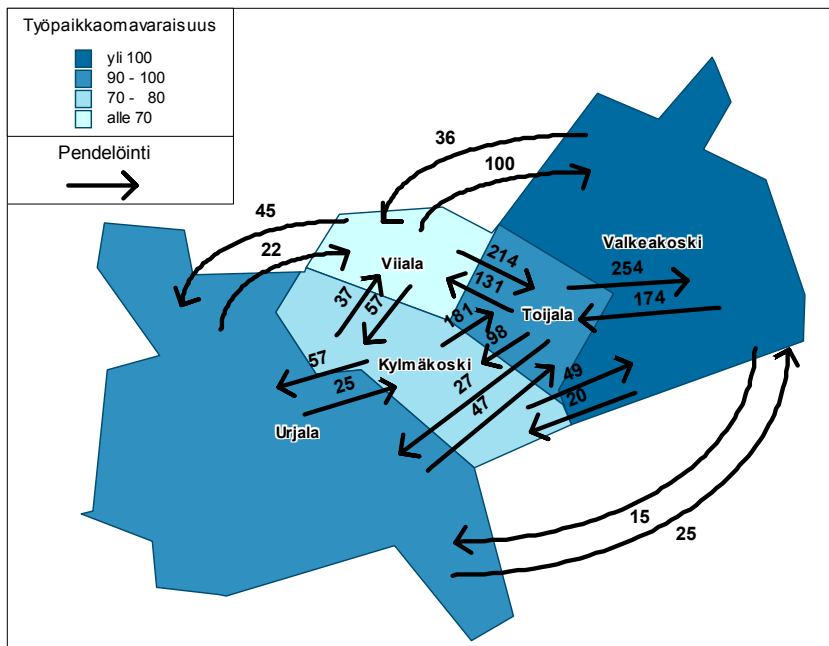 Työpaikkaomavaraisuus
yli 100
90 - 100
70 - 80
alle 70
Pendelöinti
36
100
45
22
Viiala
214
131
Valkeakoski
254
174
Toijala
37
57
181
98
Kylmäkoski
57
25
27
47
49
20
Urjala
15
25